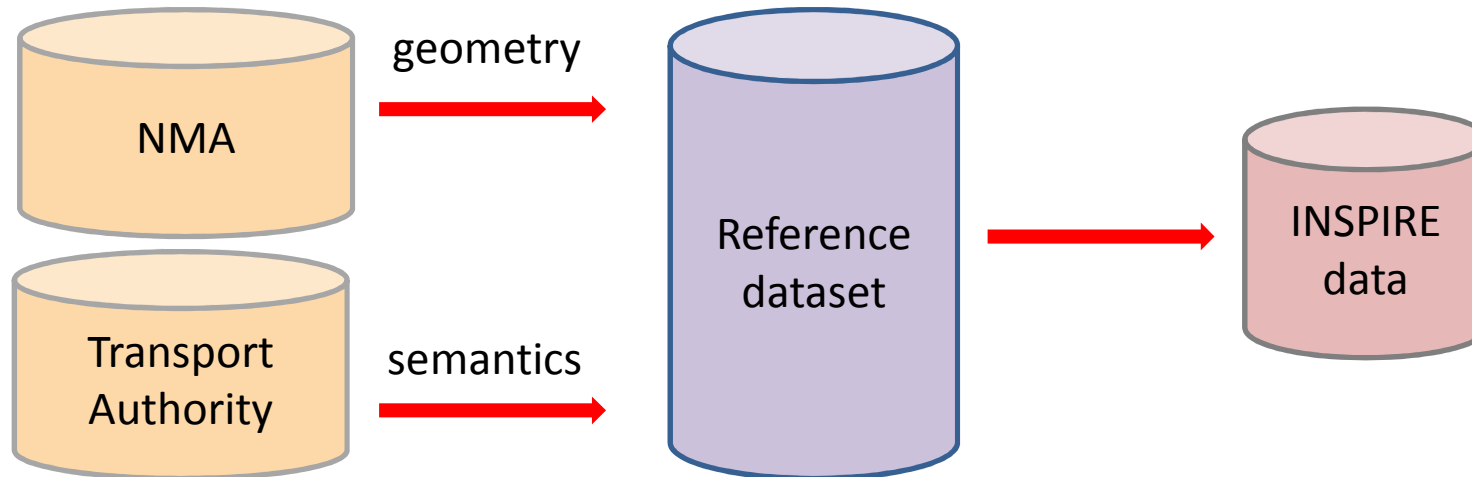 geometry
NMA
Transport
Authority
semantics
Reference
dataset
INSPIRE
data